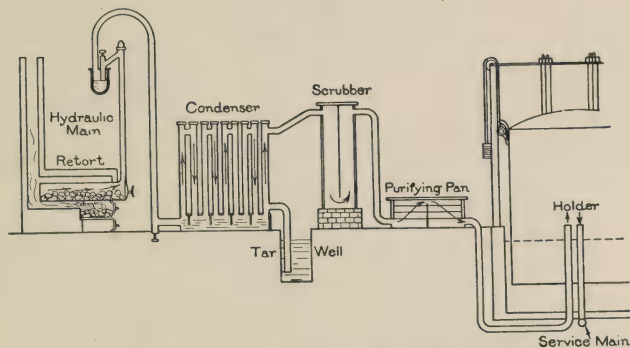 Hydraulic
Main
Retort
Condenser
Scrubber
Purifying Pan
Tar Well
Holder
Service Main